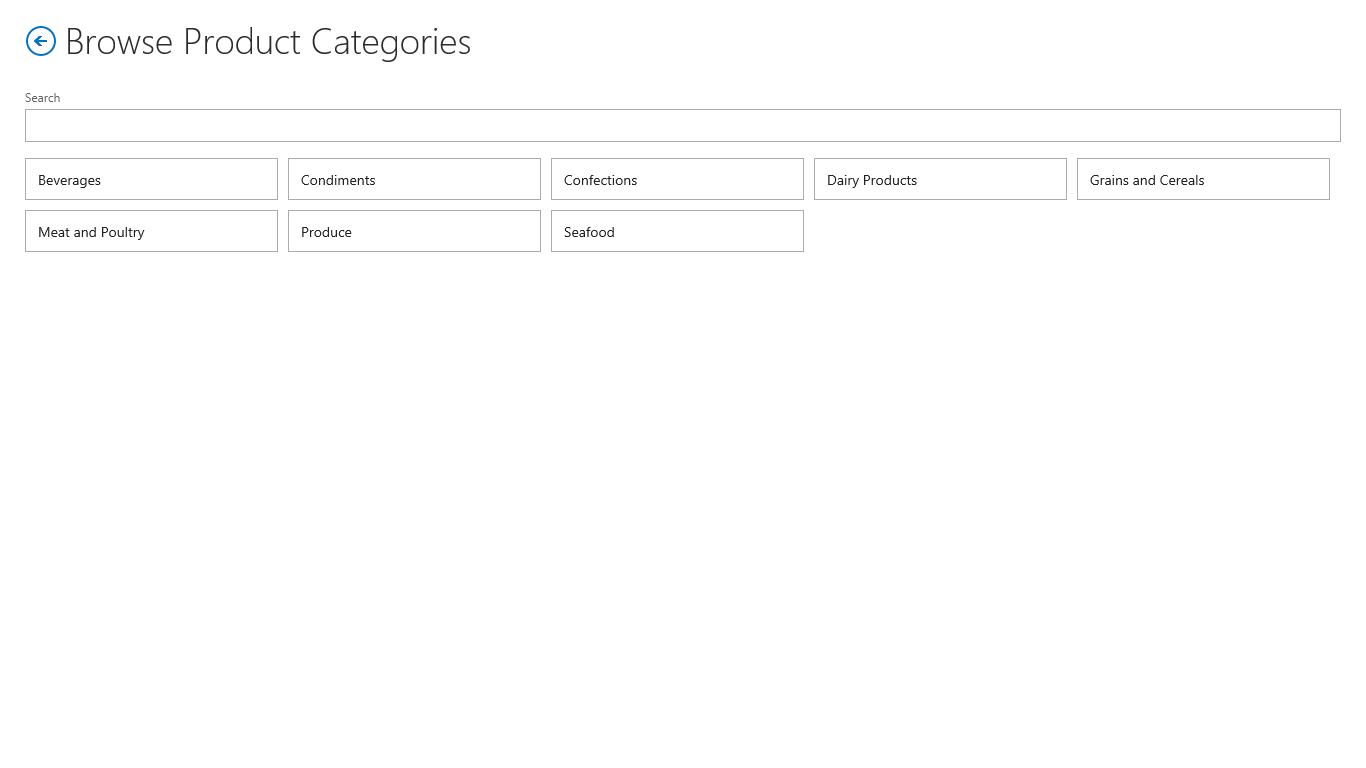 Browse Product Categories
Search
Beverages
Condiments
Confections
Dairy Products
Grains and Cereals
Meat and Poultry
Produce
Seafood